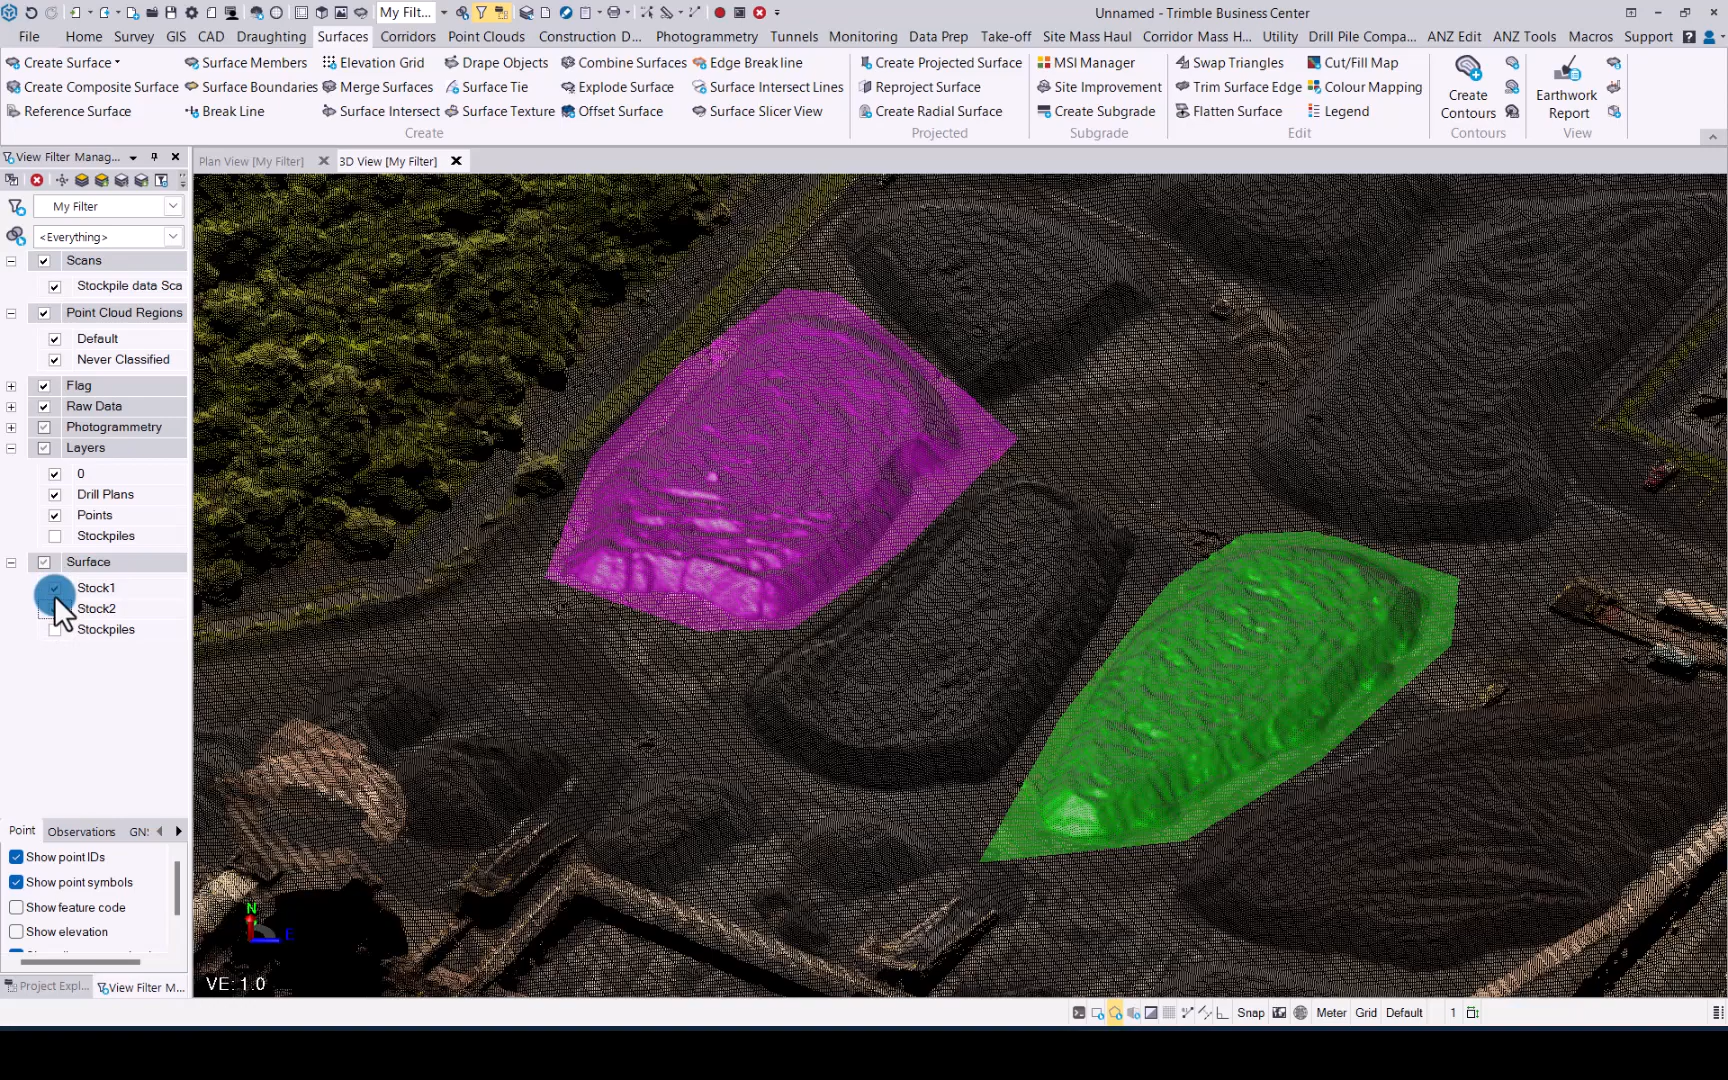 My Filt...
Unnamed - Trimble Business Center
File Home Survey GIS CAD Draughting Surfaces Corridors Point Clouds Construction D... Photogrammetry Tunnels Monitoring Data Prep Take-off Site Mass Haul Corridor Mass H... Utility Drill Pile Compa... ANZ Edit ANZ Tools Macros Support
Create Surface Surface Members Elevation Grid Drape Objects Combine Surfaces Edge Breakline Create Projected Surface MSI Manager Swap Triangles Cut/Fill Map
Create Composite Surface Surface Boundaries Merge Surfaces Surface Tie Explode Surface Surface Intersect Lines Reproject Surface Site Improvement Trim Surface Edge Colour Mapping
Reference Surface Break Line Surface Intersect Surface Texture Offset Surface Surface Slicer View Create Radial Surface Create Subgrade Flatten Surface Legend
Create Contours
Earthwork Report
Create Projected Subgrade Edit Contours View
View Filter Manag...
Plan View [My Filter] 3D View [My Filter]
My Filter
<Everything>
Scans
Stockpile data Sca
Point Cloud Regions
Default
Never Classified
Flag
Raw Data
Photogrammetry
Layers
0
Drill Plans
Points
Stockpiles
Surface
Stock1
Stock2
Stockpiles
Point Observations GN
Show point IDs
Show point symbols
Show feature code
Show elevation
Project Expl... View Filter M...
N
E
VE: 1.0
Snap Meter Grid Default 1